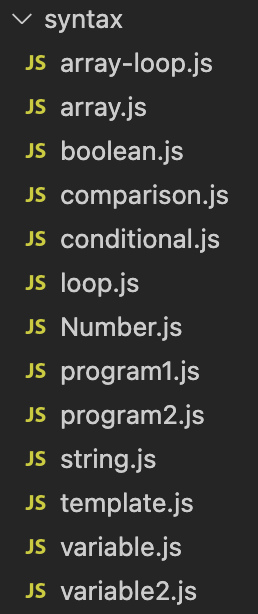 syntax
JS array-loop.js
JS array.js
JS boolean.js
JS comparison.js
JS conditional.js
JS loop.js
JS Number.js
JS program1.js
JS program2.js
JS string.js
JS template.js
JS variable.js
JS variable2.js